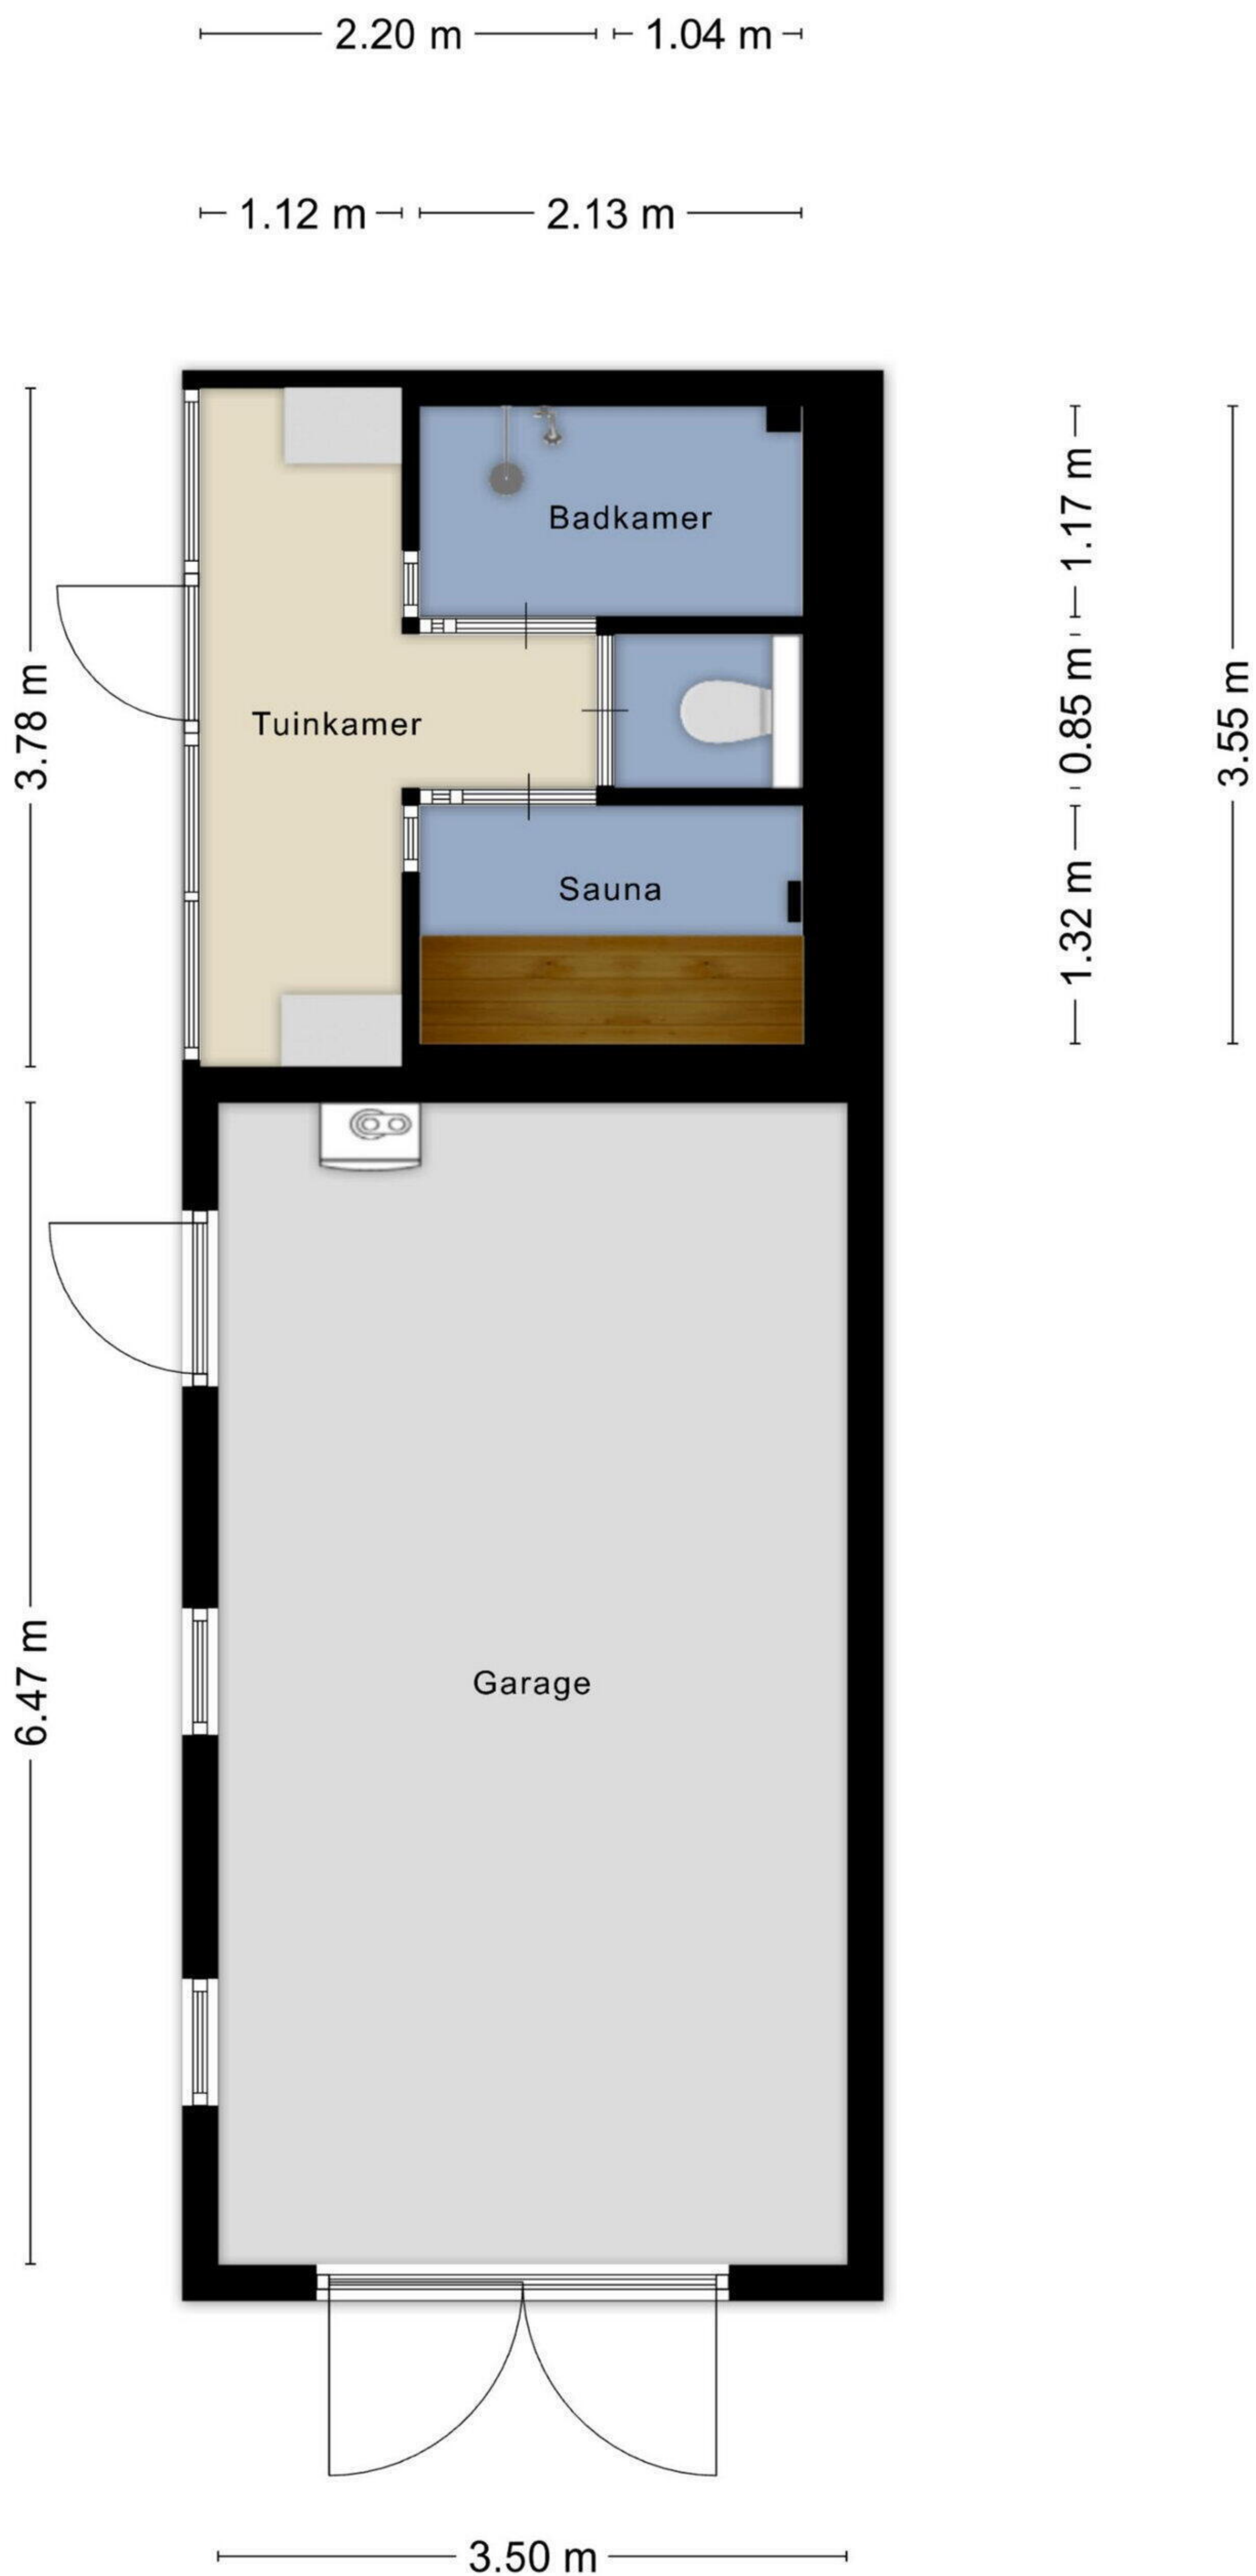 2.20 m
1.04 m
1.12 m
2.13 m
Badkamer
1.17 m
Tuinkamer
0.85 m
3.78 m
3.55 m
Sauna
1.32 m
Garage
6.47 m
3.50 m